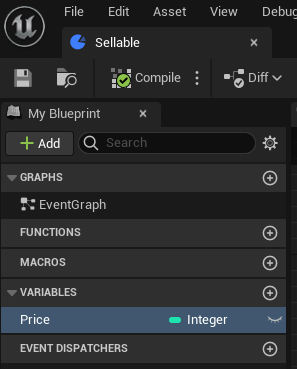 File Edit Asset View Debu
Sellable
Compile Diff
My Blueprint
Add Search
GRAPHS
EventGraph
FUNCTIONS
MACROS
VARIABLES
Price Integer
EVENT DISPATCHERS